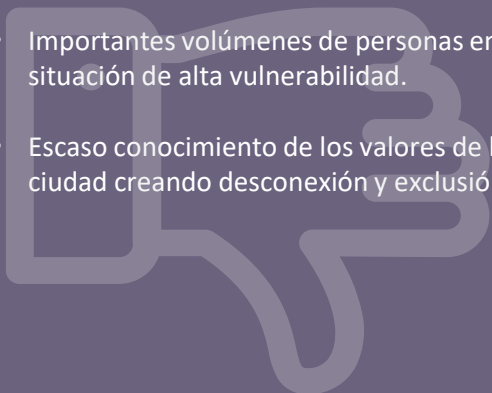 • Importantes volúmenes de personas en
situación de alta vulnerabilidad.
• Escaso conocimiento de los valores de l
ciudad creando desconexión y exclusió